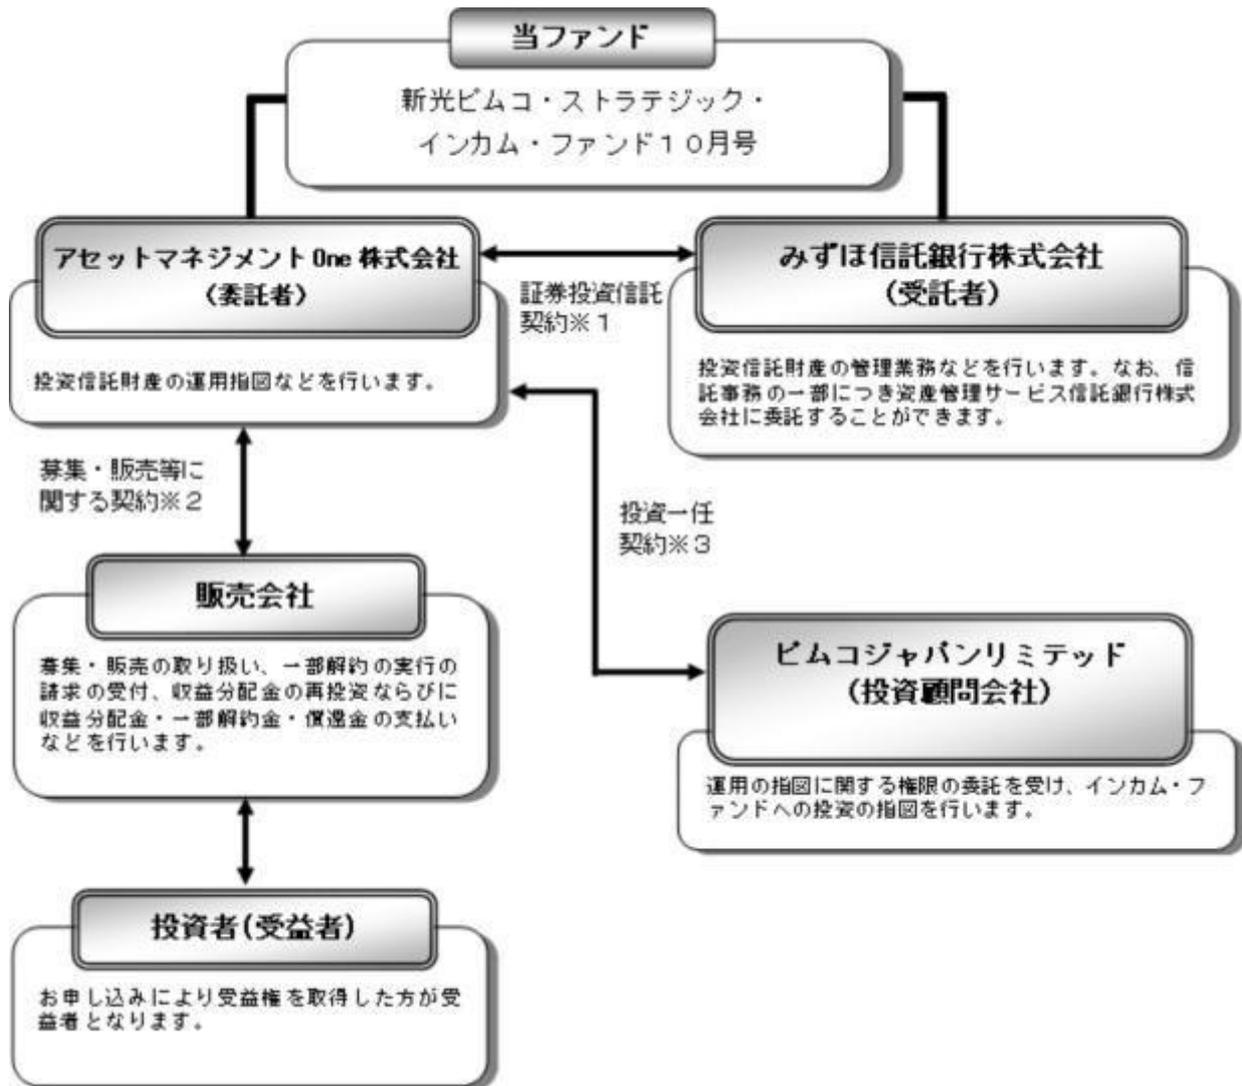 当ファンド
新光ピムコ・ストラテジック・
インカム・ファンド１０月号
アセットマネジメントOne 株式会社
（委託者）
投資信託財産の運用指図などを行います。
証券投資信託
契約※１
みずほ信託銀行株式会社
（受託者）
投資信託財産の管理業務などを行います。なお、信
託事務の一部につき資産管理サービス信託銀行株式
会社に委託することができます。
募集・販売等に
関する契約※２
投資一任
契約※３
販売会社
募集・販売の取り扱い、一部解約の実行の
請求の受付、収益分配金の再投資ならびに
収益分配金・一部解約金・償還金の支払い
などを行います。
ピムコジャパンリミテッド
（投資顧問会社）
運用の指図に関する権限の委託を受け、インカム・フ
ァンドへの投資の指図を行います。
投資者（受益者）
お申し込みにより受益権を取得した方が受
益者となります。